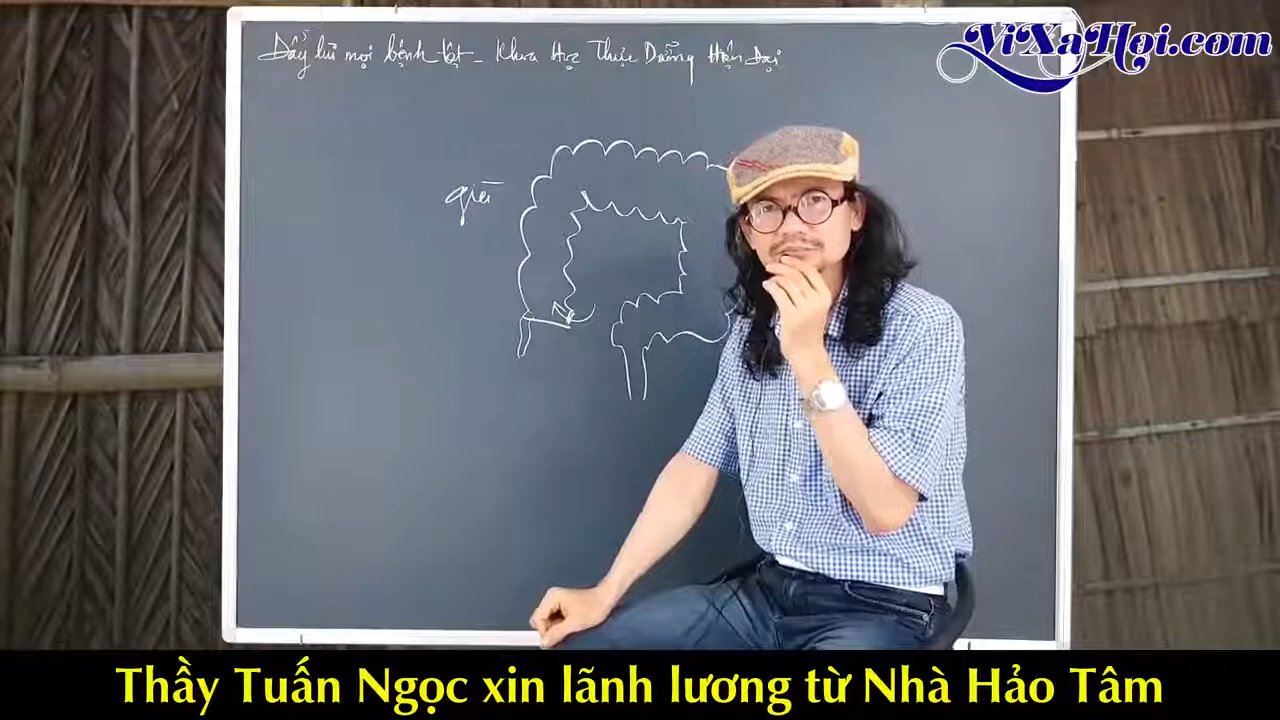 ViXaHoi.com
Đẩy lùi mọi bệnh tật - Khoa Học Thực Dưỡng Hiện Đại
già
Thầy Tuấn Ngọc xin lãnh lương từ Nhà Hảo Tâm